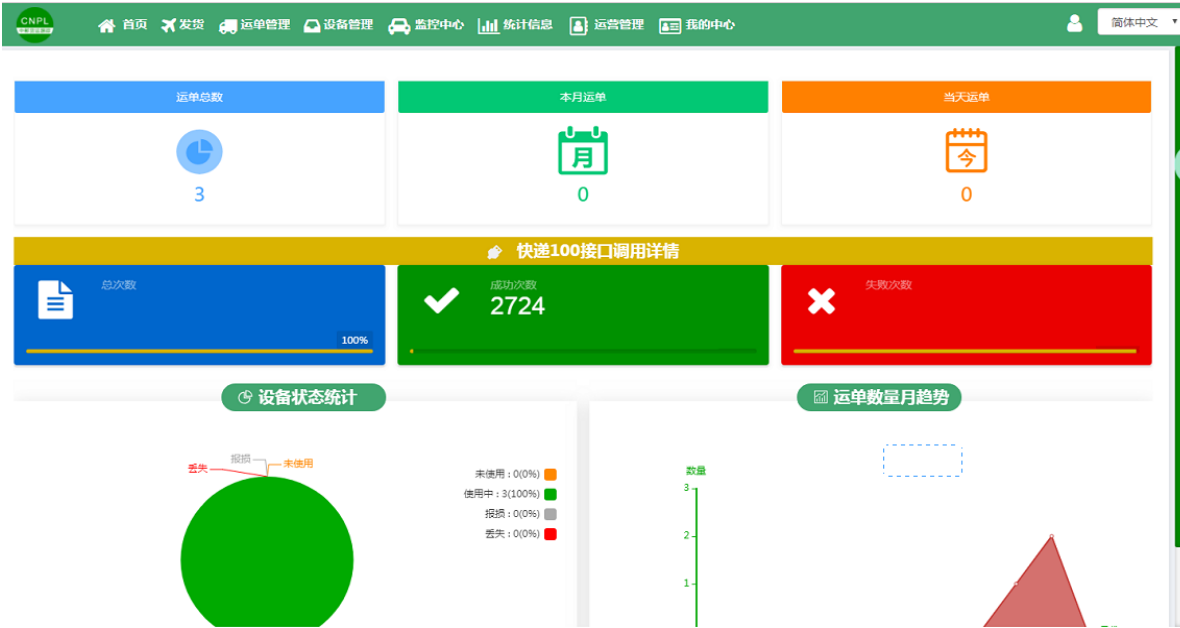 CNPL
首页 发货 运单管理 设备管理 监控中心 统计信息 运营管理 我的中心 简体中文
运单总数 本月运单 当天运单
月 今
3 0 0
快递100接口调用详情
总次数 成功次数 失败次数
2724
100%
设备状态统计 运单数量月趋势
报损
丢失
未使用
未使用 : 0(0%)
使用中 : 3(100%)
报损 : 0(0%)
丢失 : 0(0%)
数量
3
2
1